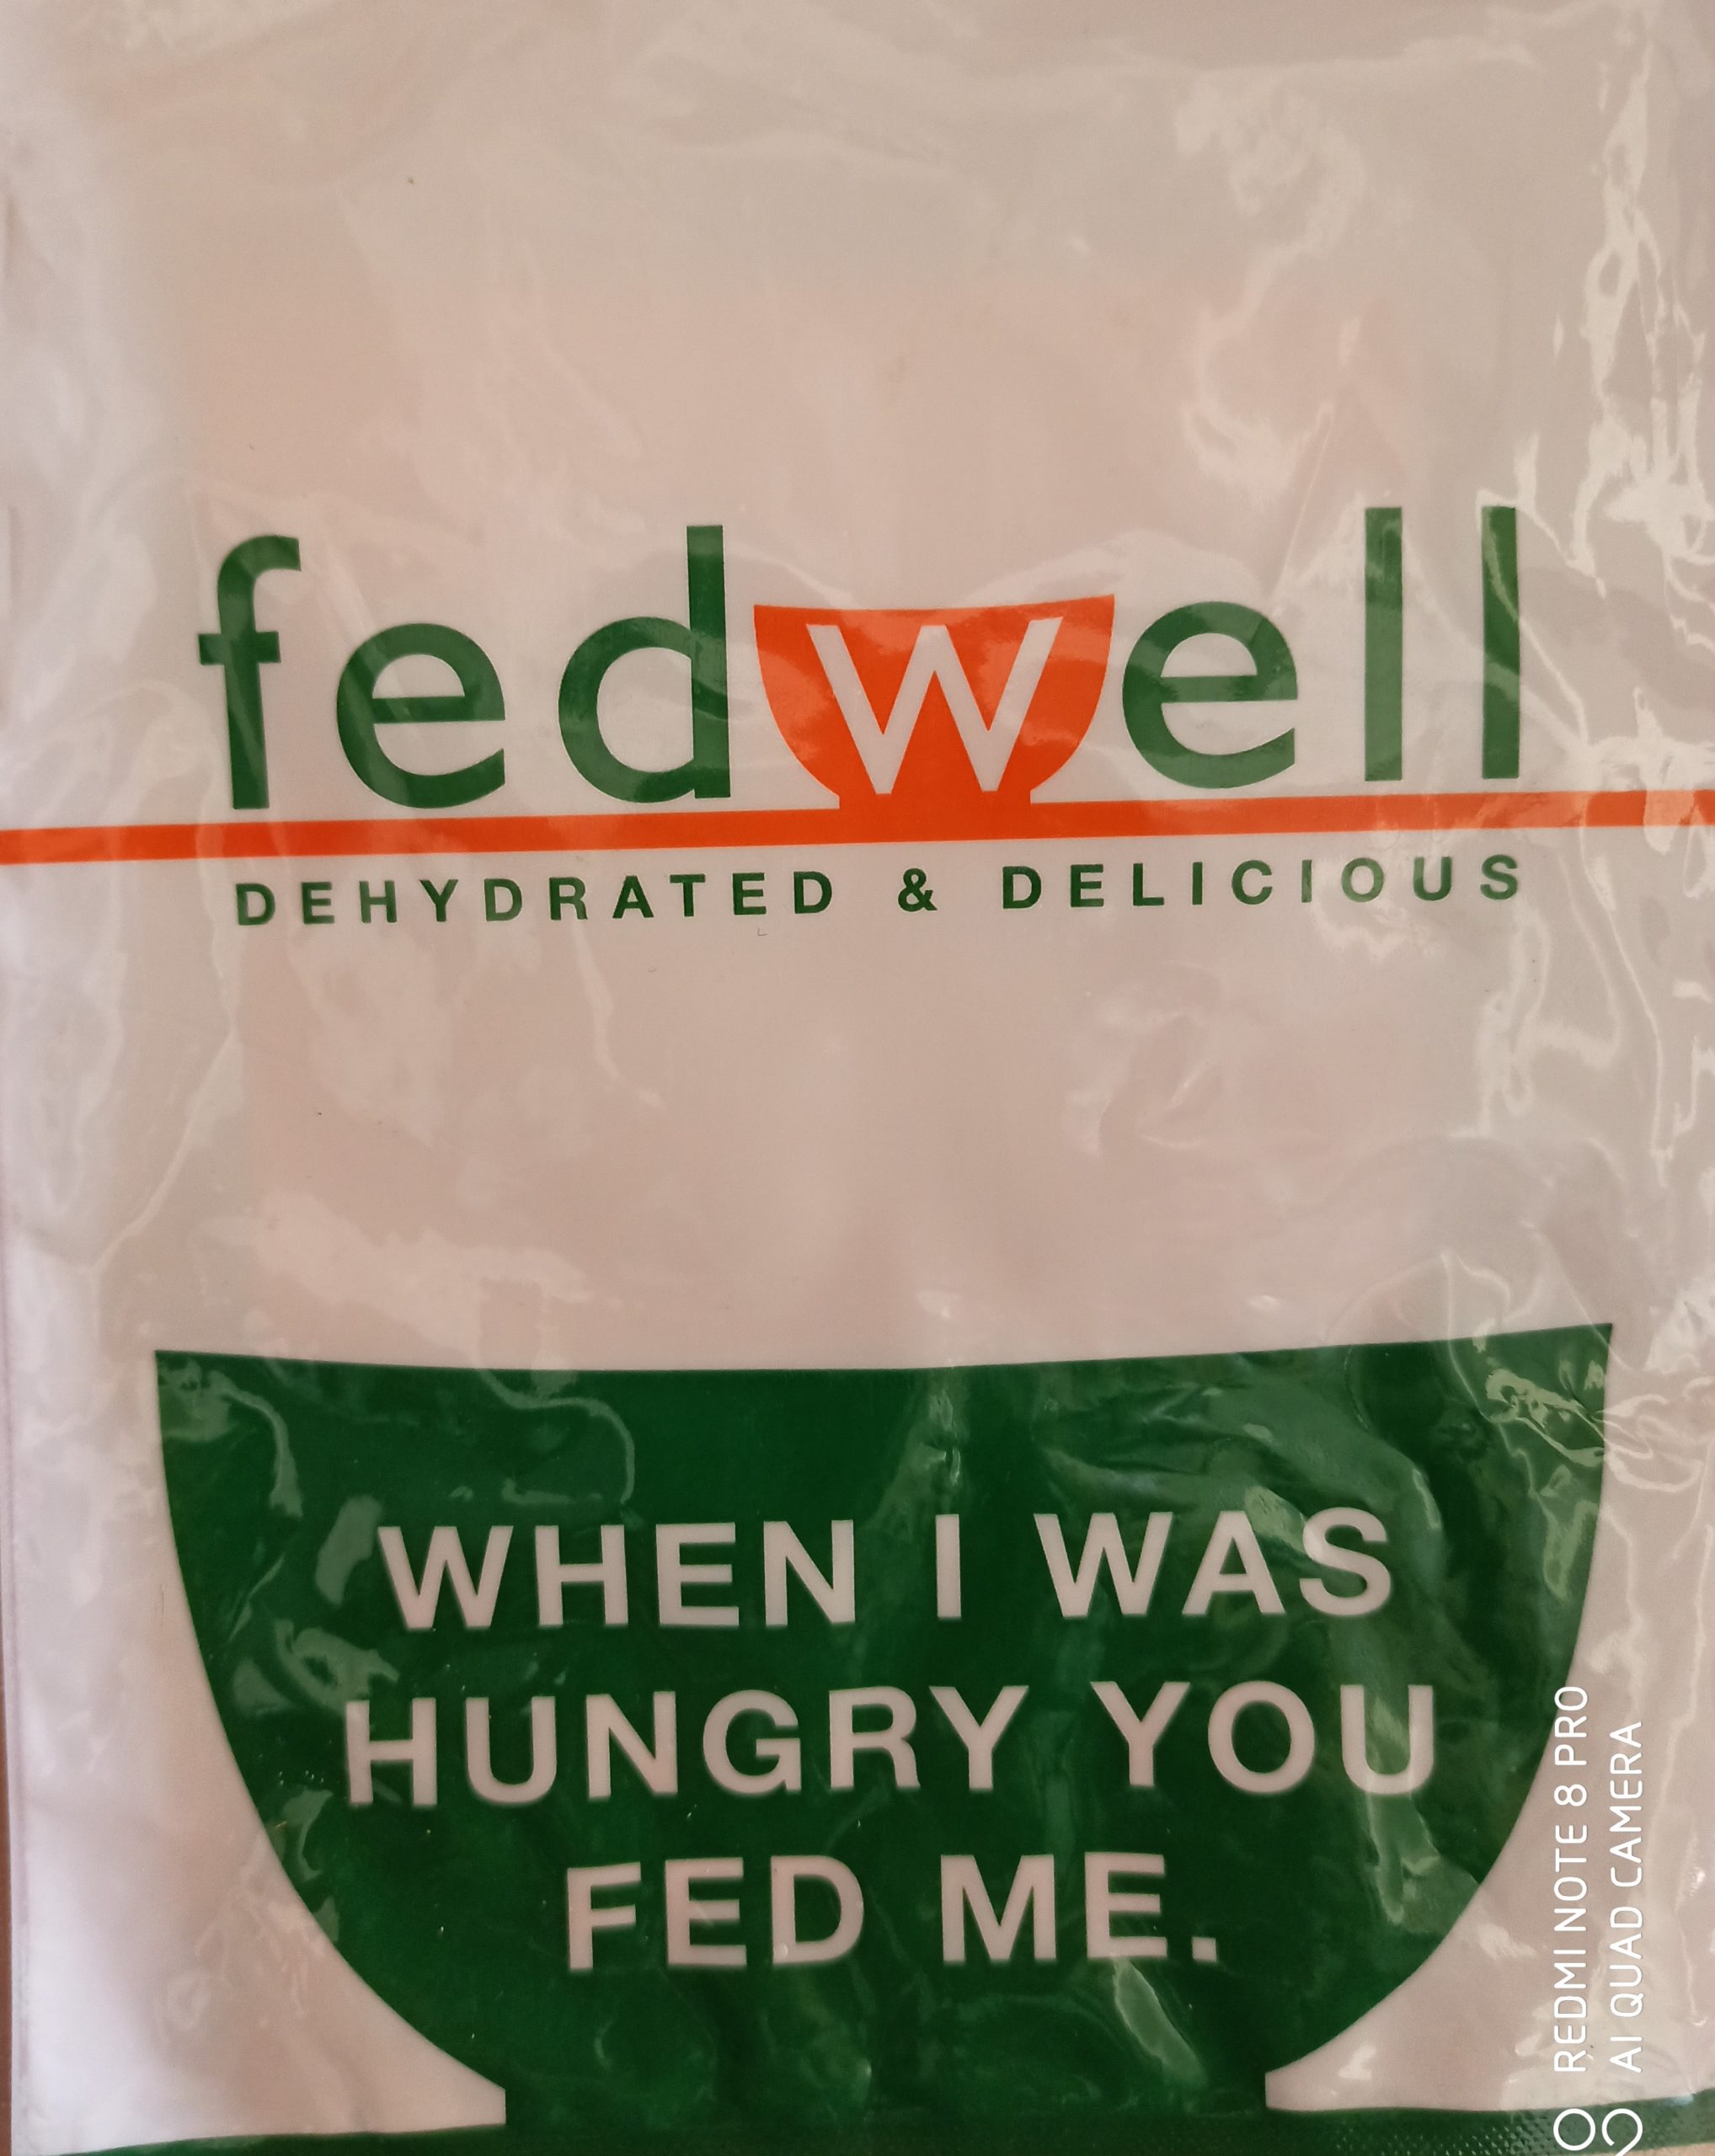 fedwell
DEHYDRATED & DELICIOUS
WHEN I WAS
HUNGRY YOU
FED ME.
REDMI NOTE 8 PRO
AI QUAD CAMERA